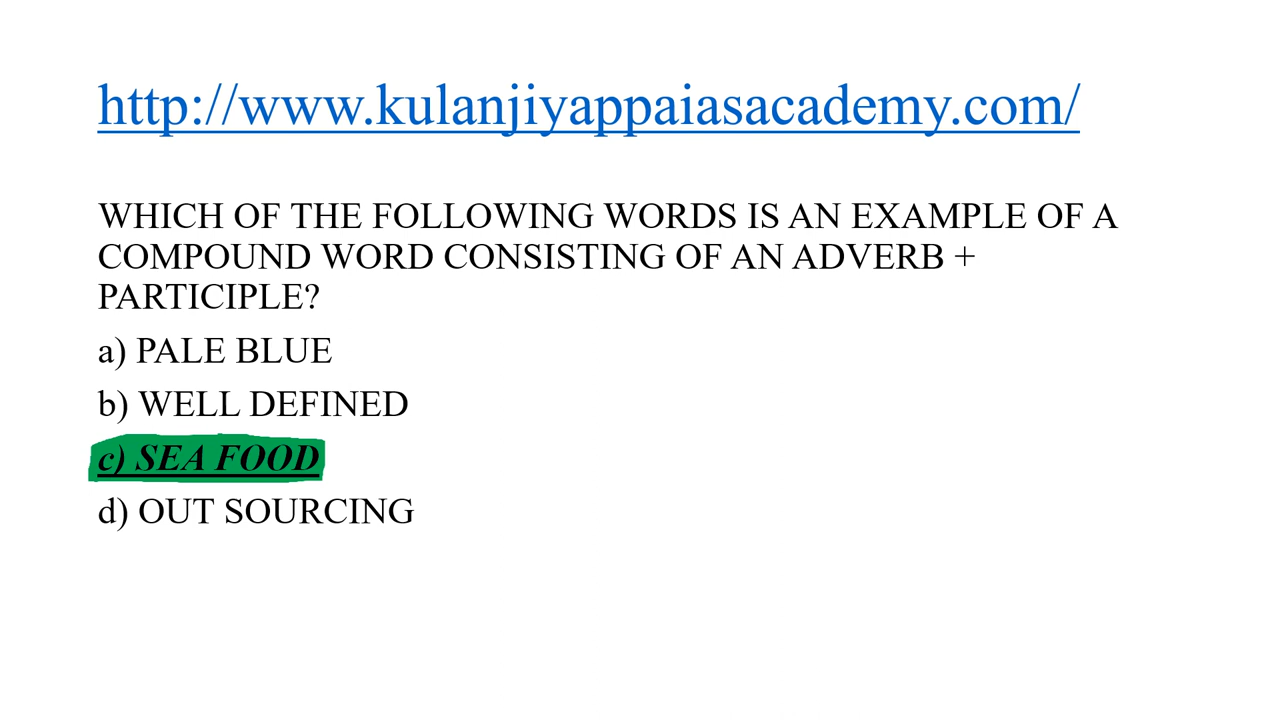 http://www.kulanjiyappaiasacademy.com/
WHICH OF THE FOLLOWING WORDS IS AN EXAMPLE OF A
COMPOUND WORD CONSISTING OF AN ADVERB +
PARTICIPLE?
a) PALE BLUE
b) WELL DEFINED
c) SEA FOOD
d) OUT SOURCING